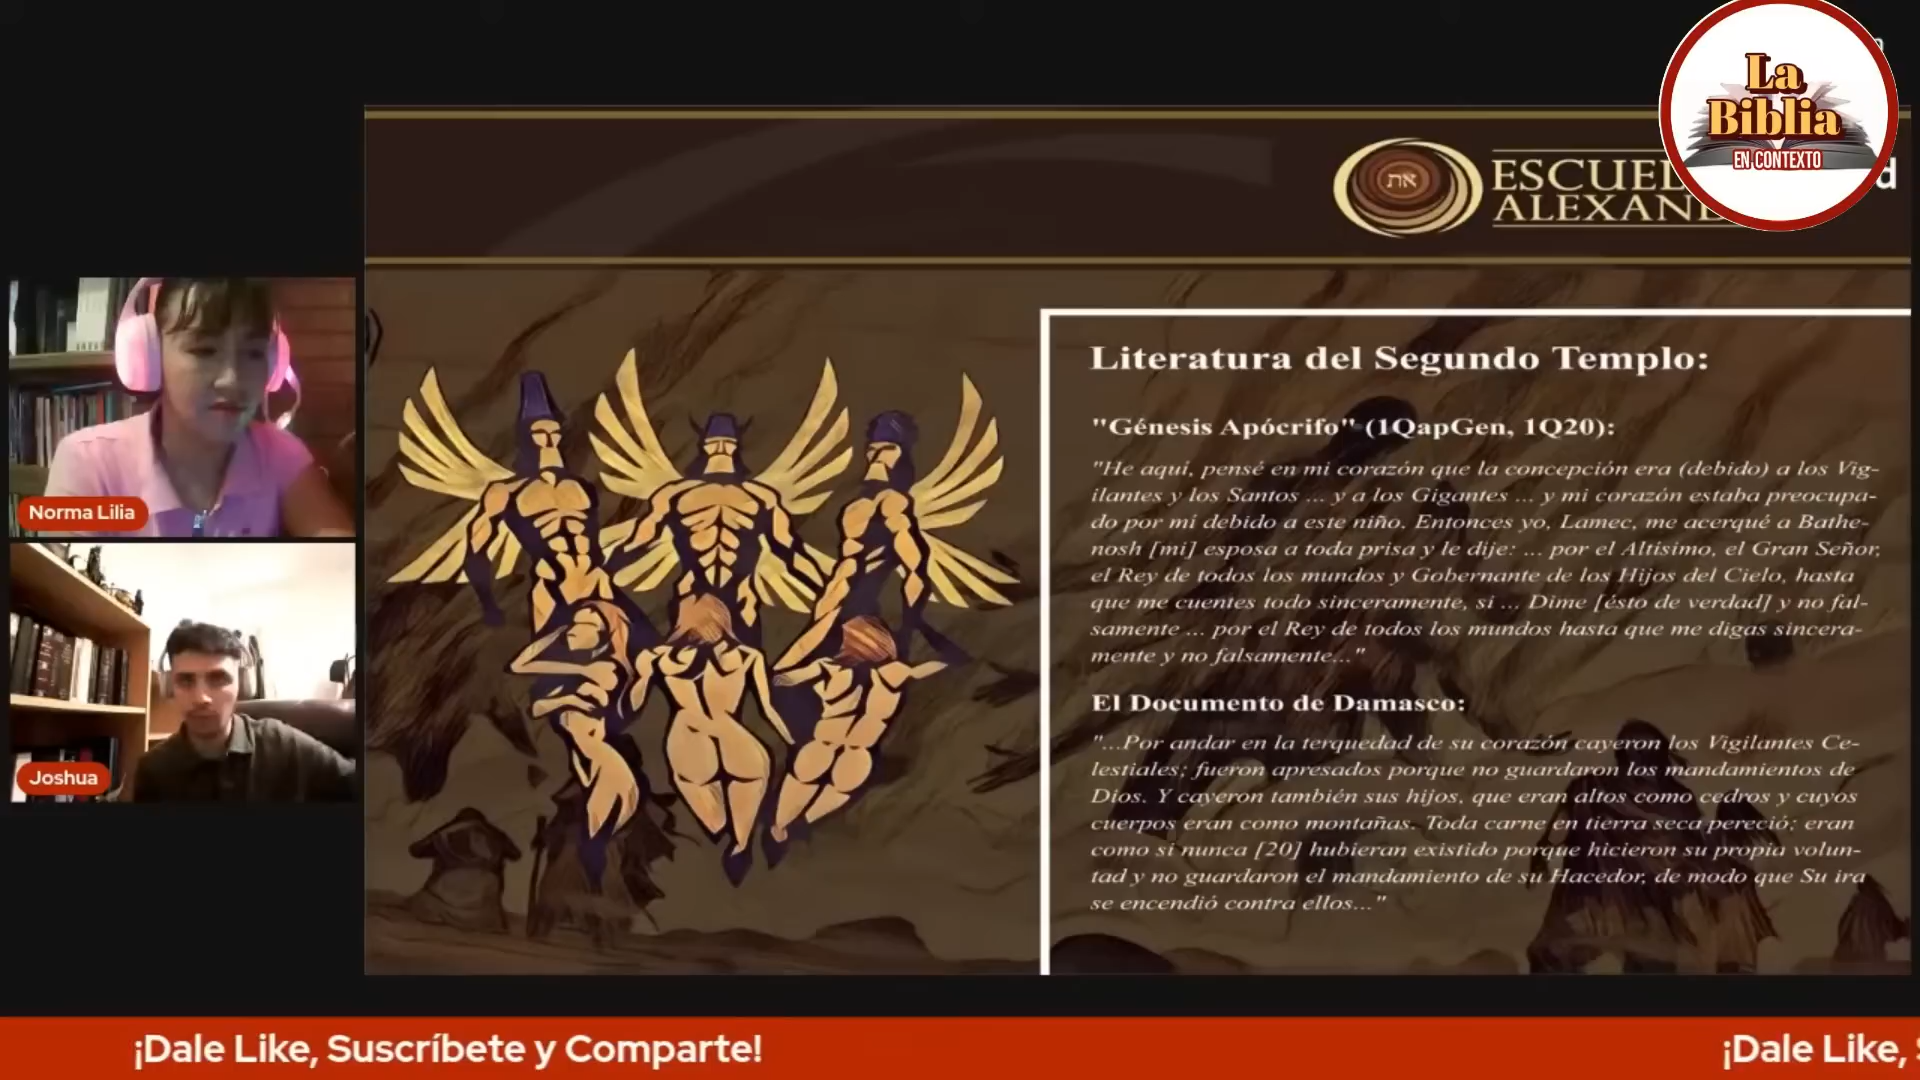 La
Biblia
EN CONTEXTO
את
Literatura del Segundo Templo:
"Génesis Apócrifo" (1QapGen, 1Q20):
"He aquí, pensé en mi corazón que la concepción era (debido) a los Vig-
ilantes y los Santos ... y a los Gigantes ... y mi corazón estaba preocupa-
do por mí debido a este niño. Entonces yo, Lamec, me acerqué a Bathe-
nosh [mi] esposa a toda prisa y le dije: ... por el Altísimo, el Gran Señor,
el Rey de todos los mundos y Gobernante de los Hijos del Cielo, hasta
que me cuentes todo sinceramente, si ... Dime [ésto de verdad] y no fal-
samente ... por el Rey de todos los mundos hasta que me digas sincera-
mente y no falsamente..."
El Documento de Damasco:
"...Por andar en la terquedad de su corazón cayeron los Vigilantes Ce-
lestiales; fueron apresados porque no guardaron los mandamientos de
Dios. Y cayeron también sus hijos, que eran altos como cedros y cuyos
cuerpos eran como montañas. Toda carne en tierra seca pereció; eran
como si nunca [20] hubieran existido porque hicieron su propia volun-
tad y no guardaron el mandamiento de su Hacedor, de modo que Su ira
se encendió contra ellos..."
Norma Lilia
Joshua
¡Dale Like, Suscríbete y Comparte!
¡Dale Like,